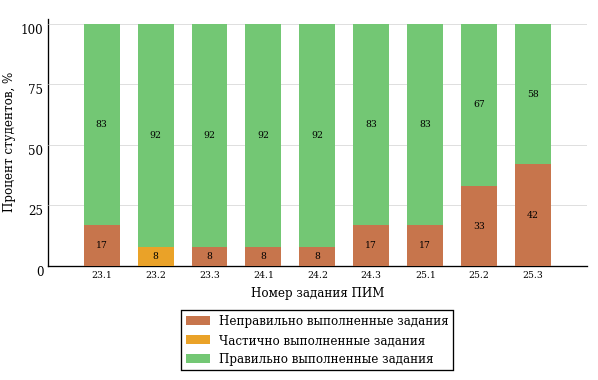 Процент студентов, %
100
75
50
25
0
83 92 92 92 92 83 83 67 58
17 8 8 8 8 17 17 33 42
23.1 23.2 23.3 24.1 24.2 24.3 25.1 25.2 25.3
Номер задания ПИМ
Неправильно выполненные задания
Частично выполненные задания
Правильно выполненные задания